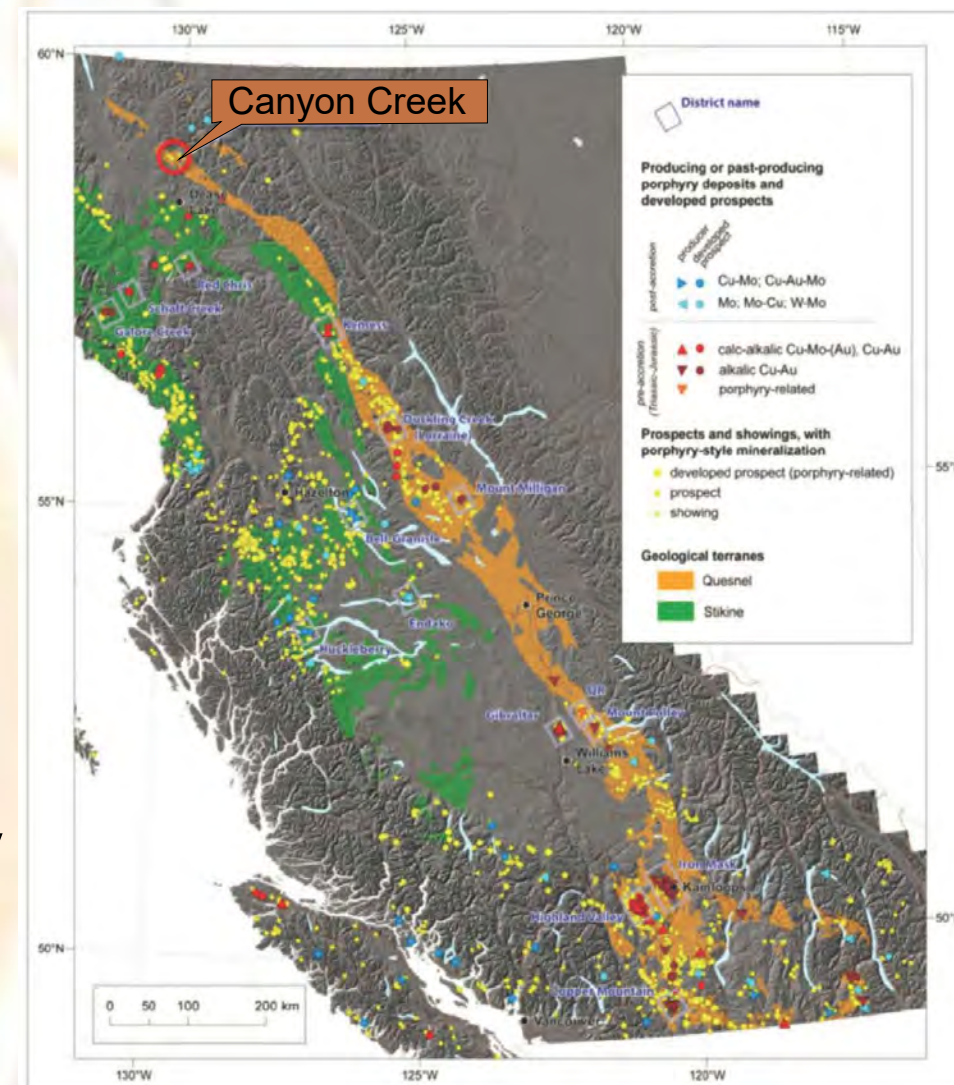 130°W
125°W
120°W
115°W
60°N
Canyon Creek
Dease
Lake
Red Chris
Schaft Creek
Galore Creek
Kemess
Duckling Creek
(Lorraine)
Mount Milligan
55°N
Hazelton
Bell-Granisle
Prince
George
Endako
Huckleberry
QR
Gibraltar
Mount Polley
Williams
Lake
Iron Mask
Kamloops
Highland Valley
50°N
50°N
Copper Mountain
Vancouver
0 50 100 200 km
130°W
125°W
120°W
District name
Producing or past-producing
porphyry deposits and
developed prospects
producer
developed
prospect
post-accretion
Cu-Mo; Cu-Au-Mo
Mo; Mo-Cu; W-Mo
pre-accretion
(Triassic-Jurassic)
calc-alkalic Cu-Mo-(Au), Cu-Au
alkalic Cu-Au
porphyry-related
Prospects and showings, with
porphyry-style mineralization
developed prospect (porphyry-related)
prospect
showing
Geological terranes
Quesnel
Stikine